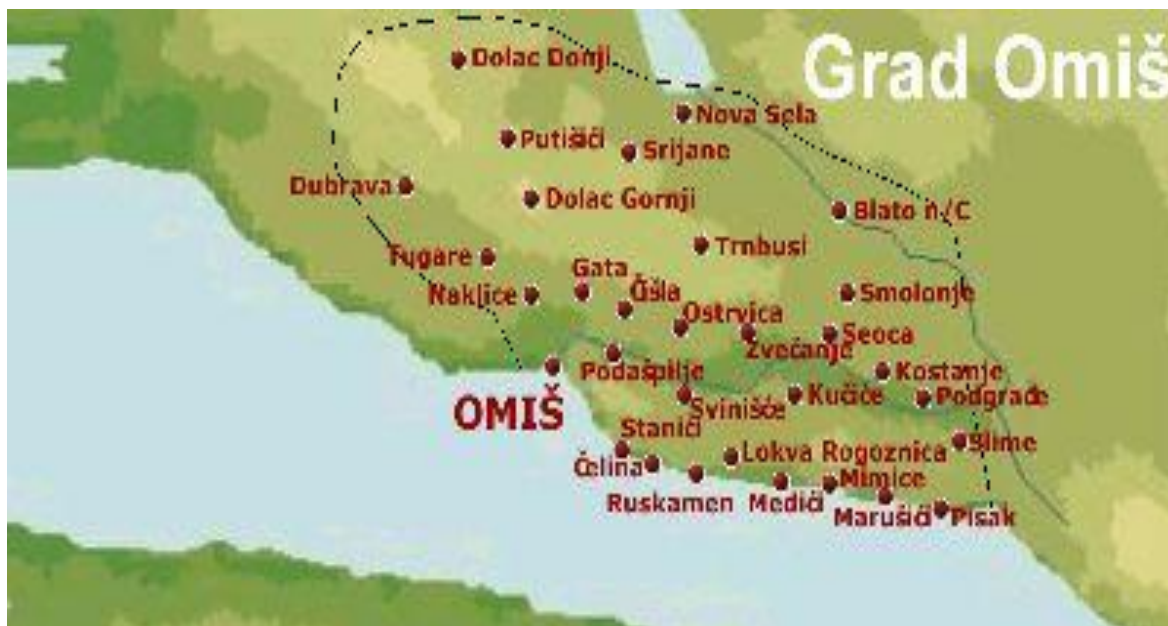 Dolac Donji
Grad Omiš
Nova Sela
Putišići
Srijane
Dubrava
Dolac Gornji
Blato n/C
Trnbusi
Tugare
Gata
Naklice
Čišla
Smolonje
Ostrvica
Seoca
Zvečanje
Podašpilje
Kostanje
OMIŠ
Svinišće
Kučiće
Podgrađe
Stanići
Slime
Lokva Rogoznica
Čelina
Mimice
Ruskamen
Medići
Marušići
Pisak